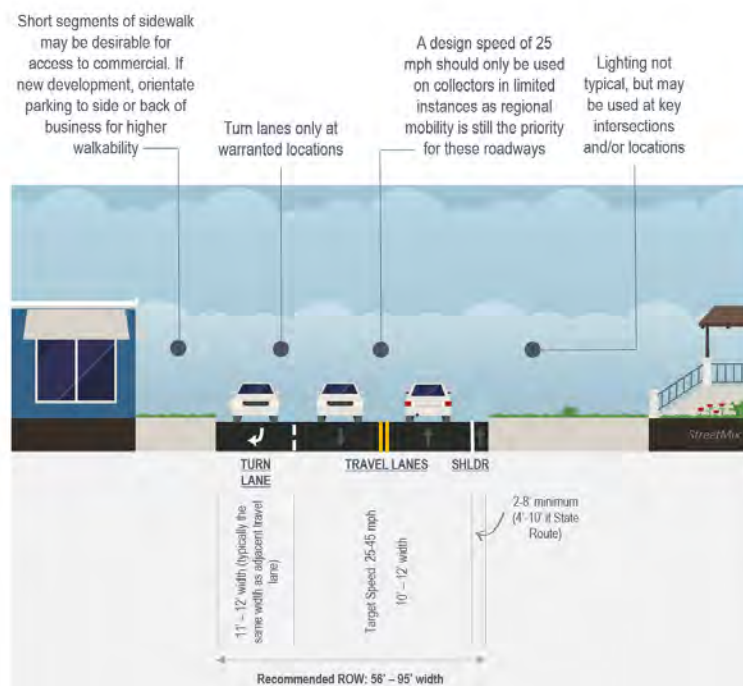 Short segments of sidewalk
may be desirable for
access to commercial. If
new development, orientate
parking to side or back of
business for higher
walkability
Turn lanes only at
warranted locations
A design speed of 25
mph should only be used
on collectors in limited
instances as regional
mobility is still the priority
for these roadways
Lighting not
typical, but may
be used at key
intersections
and/or locations
StreetMix
TURN
LANE
TRAVEL LANES
SHLDR
11' – 12' width (typically the
same width as adjacent travel
lane)
Target Speed: 25-45 mph
10' – 12' width
2-8' minimum
(4'-10' if State
Route)
Recommended ROW: 56' – 95' width